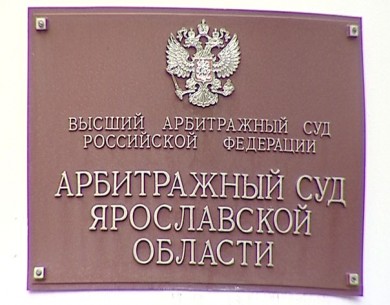 ВЫСШИЙ АРБИТРАЖНЫЙ СУД
РОССИЙСКОЙ ФЕДЕРАЦИИ
АРБИТРАЖНЫЙ СУД
ЯРОСЛАВСКОЙ
ОБЛАСТИ